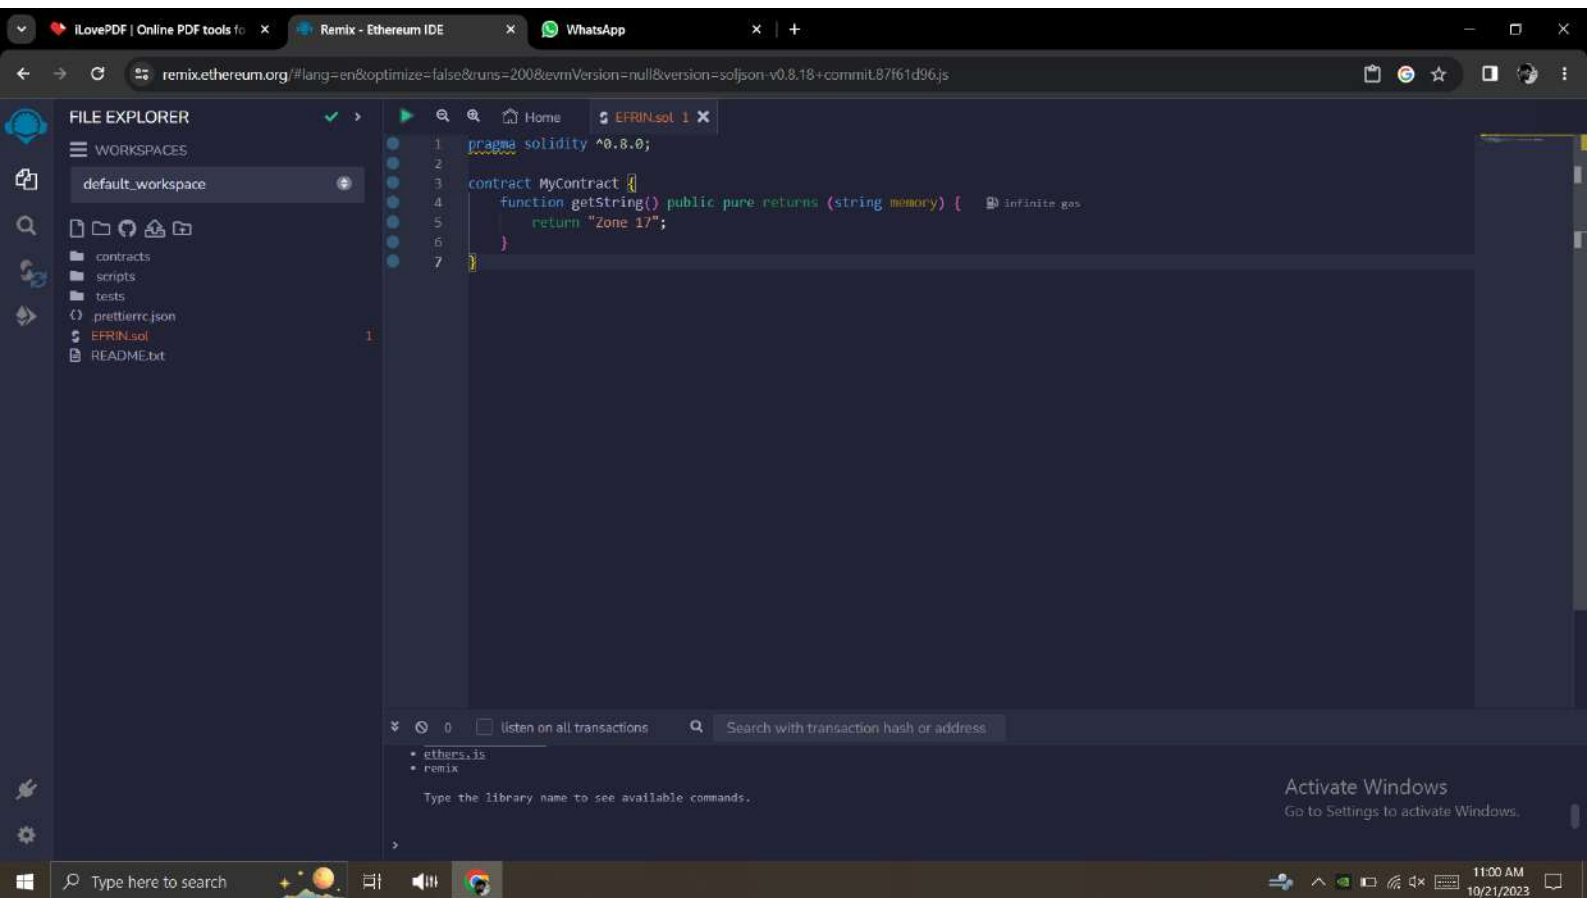 iLovePDF | Online PDF tools fo
Remix - Ethereum IDE
WhatsApp
remix.ethereum.org/#lang=en&optimize=false&runs=200&evmVersion=null&version=soljson-v0.8.18+commit.87f61d96.js
FILE EXPLORER
WORKSPACES
default_workspace
contracts
scripts
tests
.prettierrc.json
EFRIN.sol 1
README.txt
Home
EFRIN.sol 1
1 pragma solidity ^0.8.0;
2
3 contract MyContract {
4 function getString() public pure returns (string memory) { infinite gas
5 return "Zone 17";
6 }
7 }
0 listen on all transactions Search with transaction hash or address
• ethers.js
• remix
Type the library name to see available commands.
>
Activate Windows
Go to Settings to activate Windows.
Type here to search
11:00 AM
10/21/2023